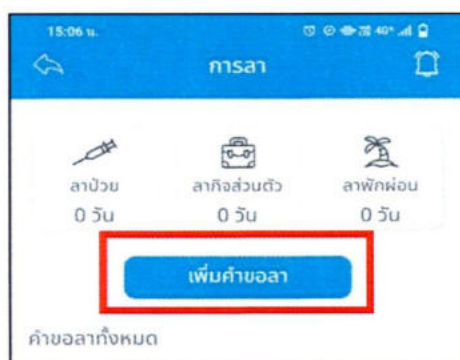 15:06 น.
การลา
ลาป่วย ลากิจส่วนตัว ลาพักผ่อน
0 วัน 0 วัน 0 วัน
เพิ่มคำขอลา
คำขอลาทั้งหมด